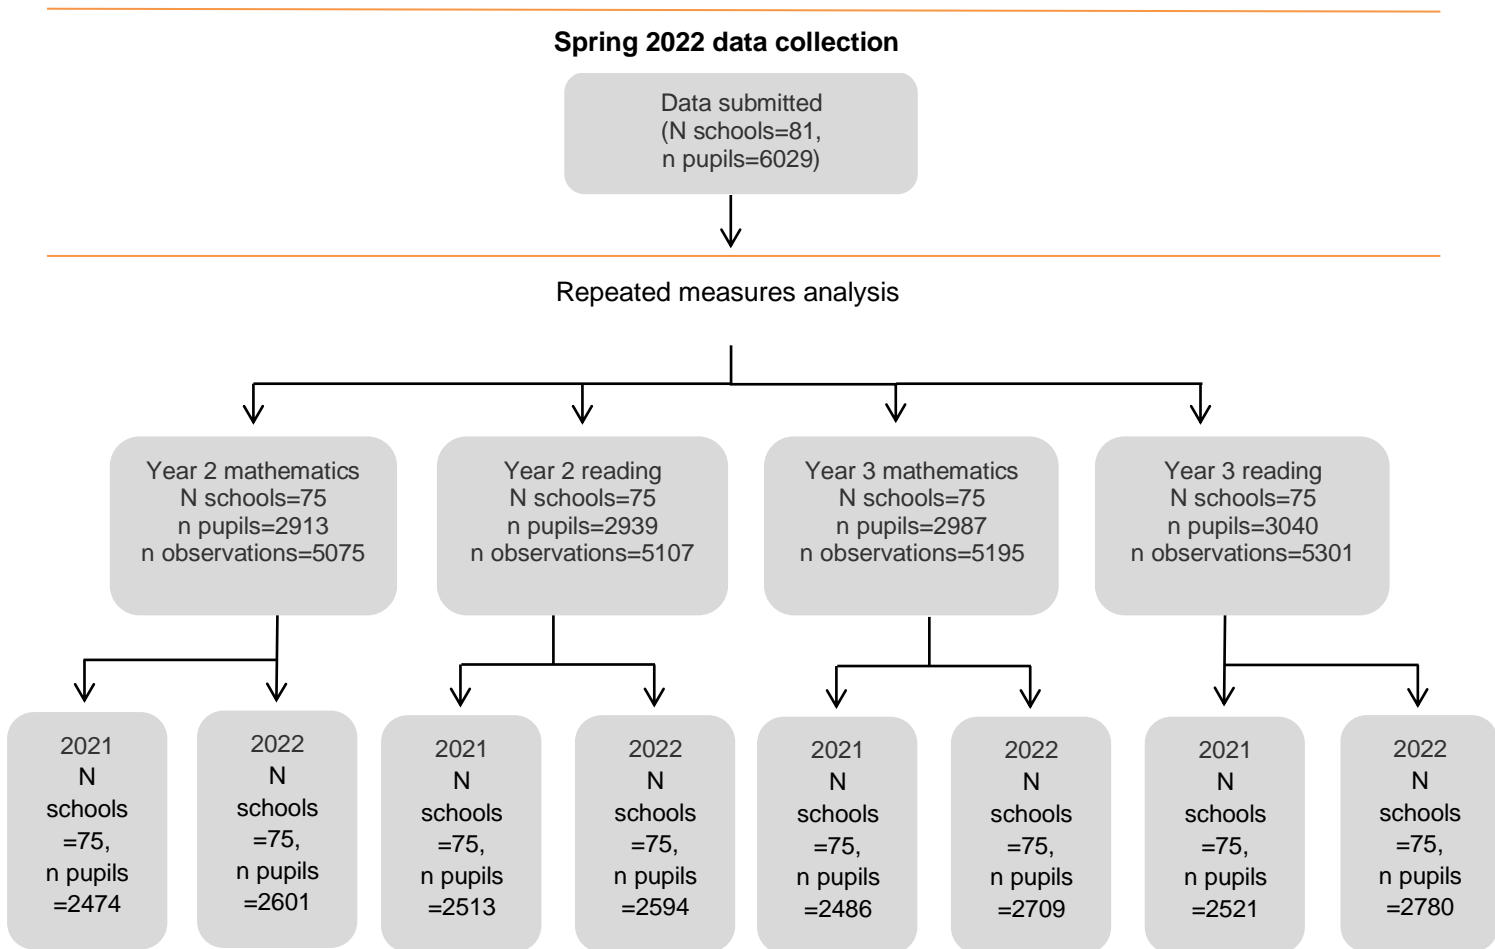 Spring 2022 data collection
Data submitted
(N schools=81,
n pupils=6029)
Repeated measures analysis
Year 2 mathematics
N schools=75
n pupils=2913
n observations=5075
Year 2 reading
N schools=75
n pupils=2939
n observations=5107
Year 3 mathematics
N schools=75
n pupils=2987
n observations=5195
Year 3 reading
N schools=75
n pupils=3040
n observations=5301
2021
N
schools
=75,
n pupils
=2474
2022
N
schools
=75,
n pupils
=2601
2021
N
schools
=75,
n pupils
=2513
2022
N
schools
=75,
n pupils
=2594
2021
N
schools
=75,
n pupils
=2486
2022
N
schools
=75,
n pupils
=2709
2021
N
schools
=75,
n pupils
=2521
2022
N
schools
=75,
n pupils
=2780